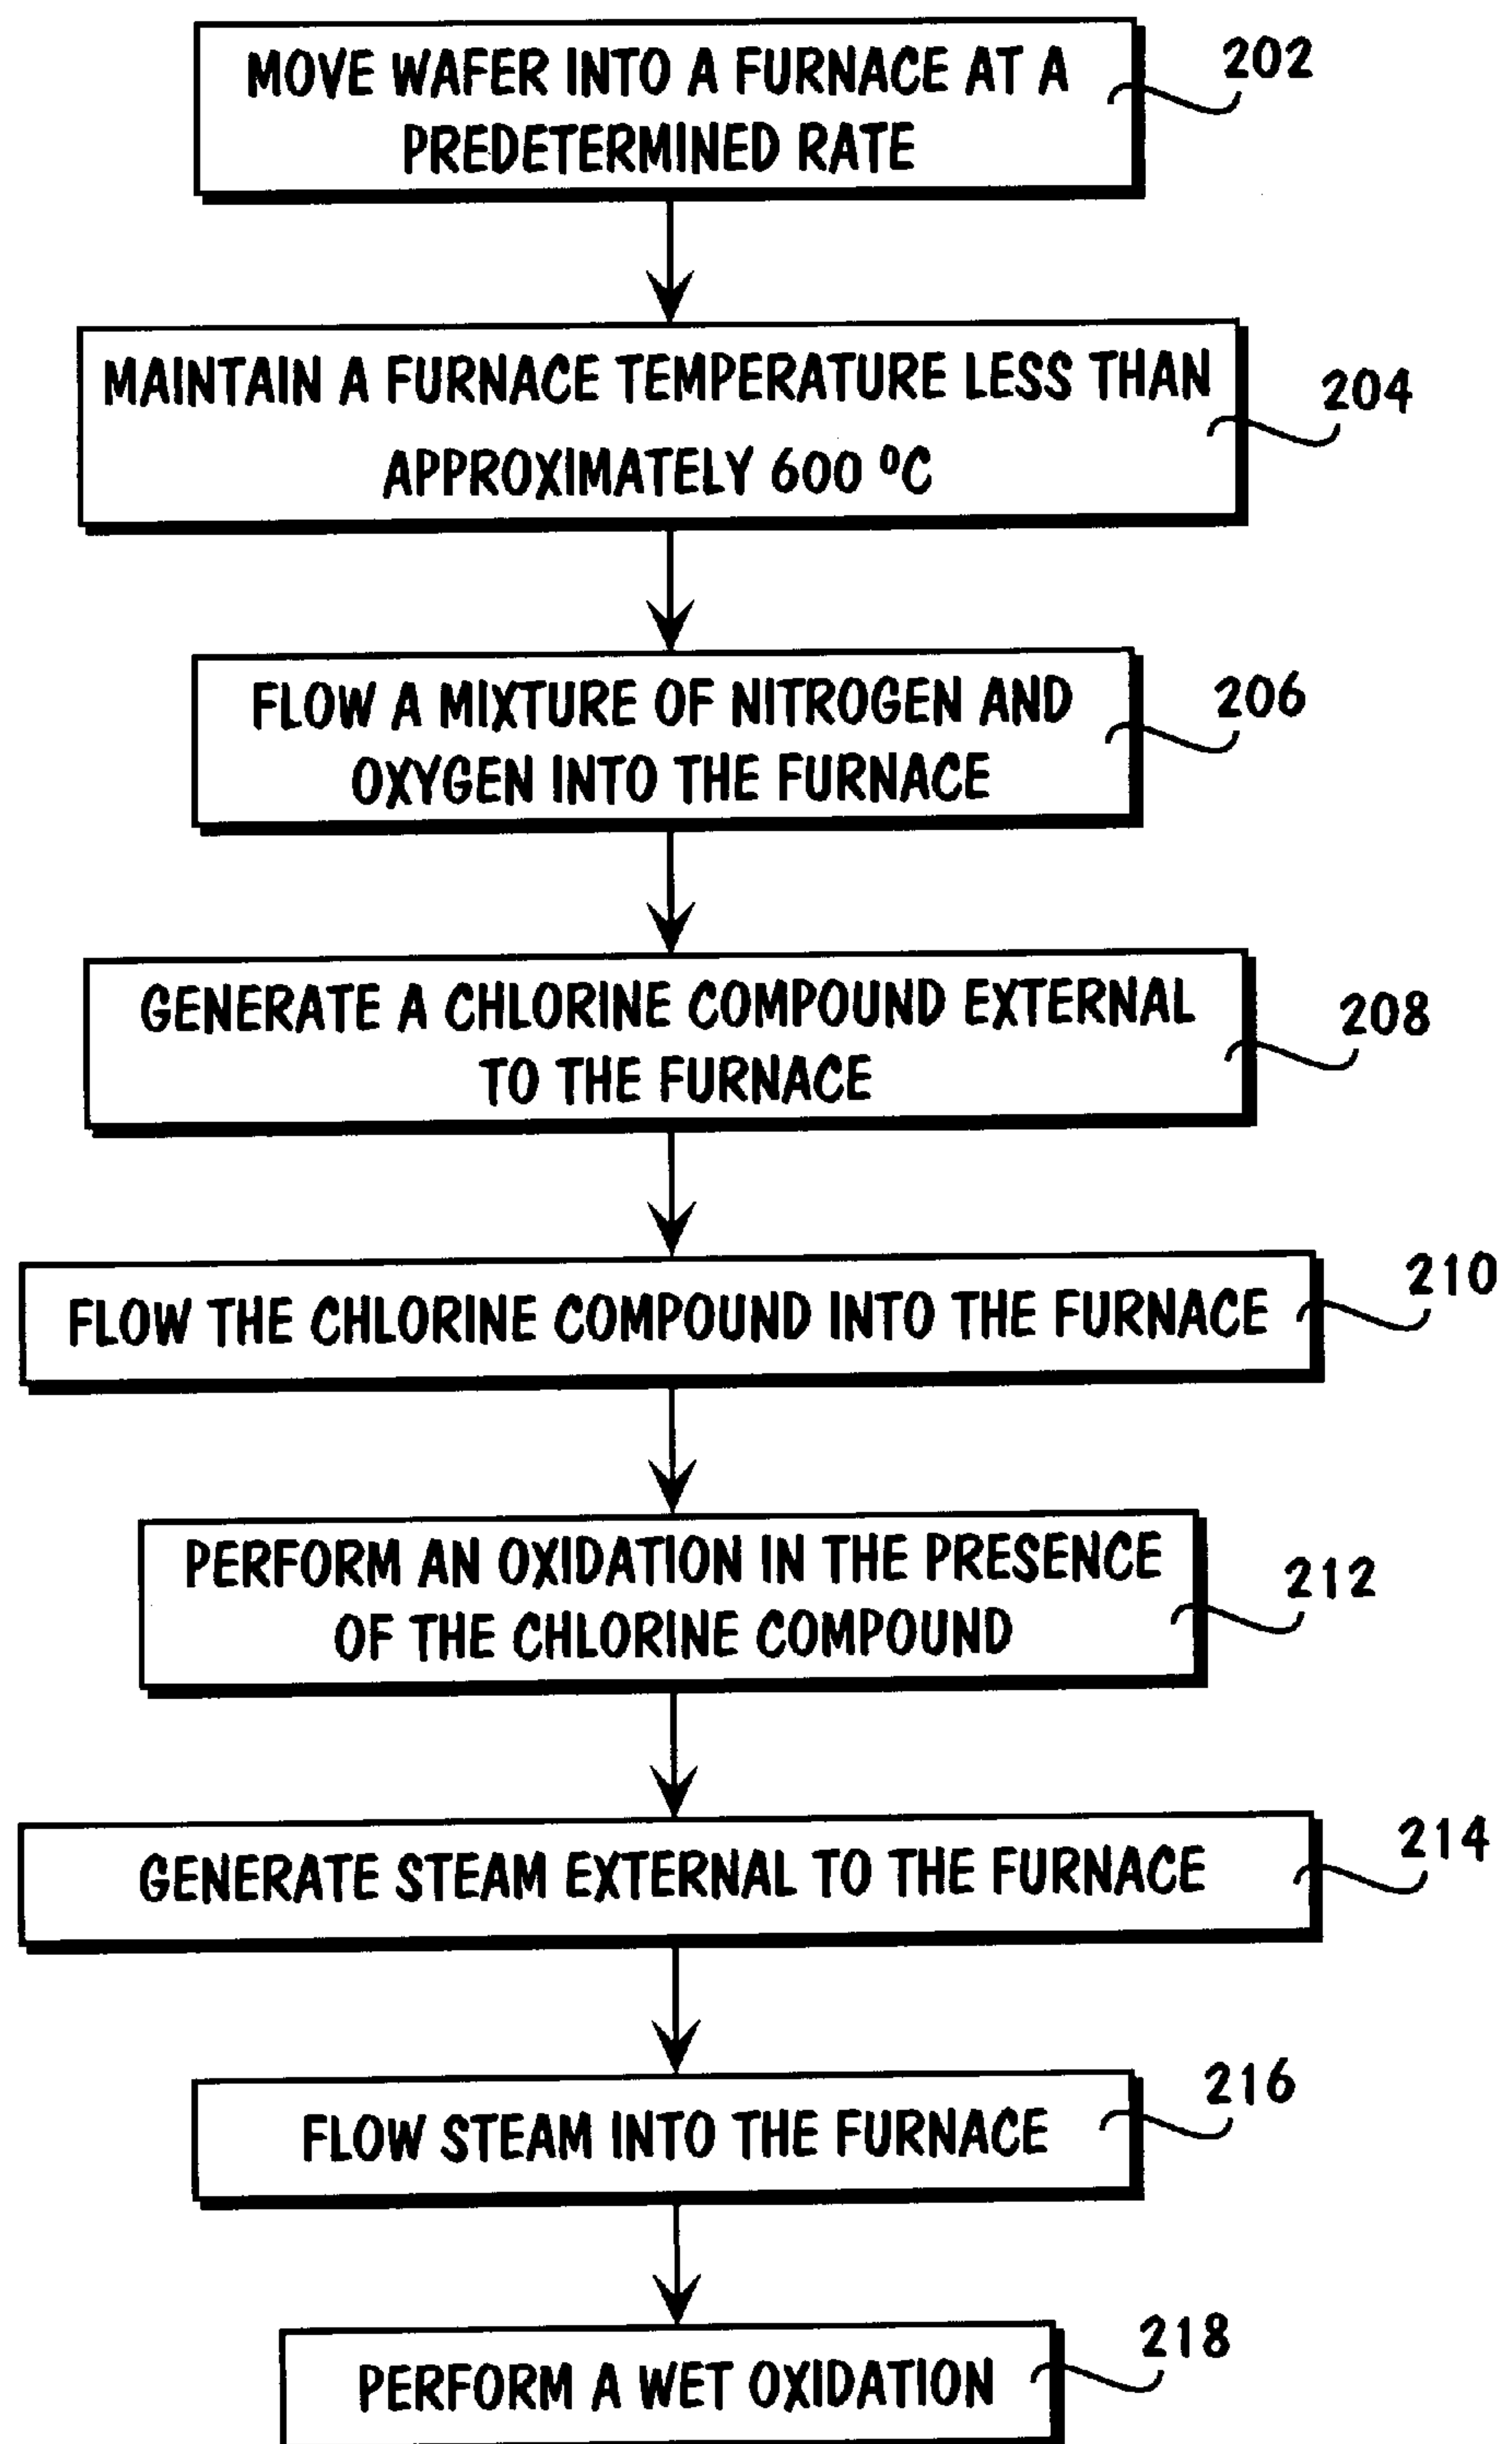 MOVE WAFER INTO A FURNACE AT A
PREDETERMINED RATE
202
MAINTAIN A FURNACE TEMPERATURE LESS THAN
APPROXIMATELY 600 ºC
204
FLOW A MIXTURE OF NITROGEN AND
OXYGEN INTO THE FURNACE
206
GENERATE A CHLORINE COMPOUND EXTERNAL
TO THE FURNACE
208
FLOW THE CHLORINE COMPOUND INTO THE FURNACE
210
PERFORM AN OXIDATION IN THE PRESENCE
OF THE CHLORINE COMPOUND
212
GENERATE STEAM EXTERNAL TO THE FURNACE
214
FLOW STEAM INTO THE FURNACE
216
PERFORM A WET OXIDATION
218